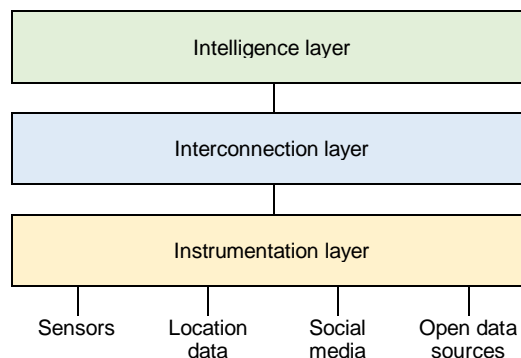 Intelligence layer
Interconnection layer
Instrumentation layer
Sensors
Location
data
Social
media
Open data
sources